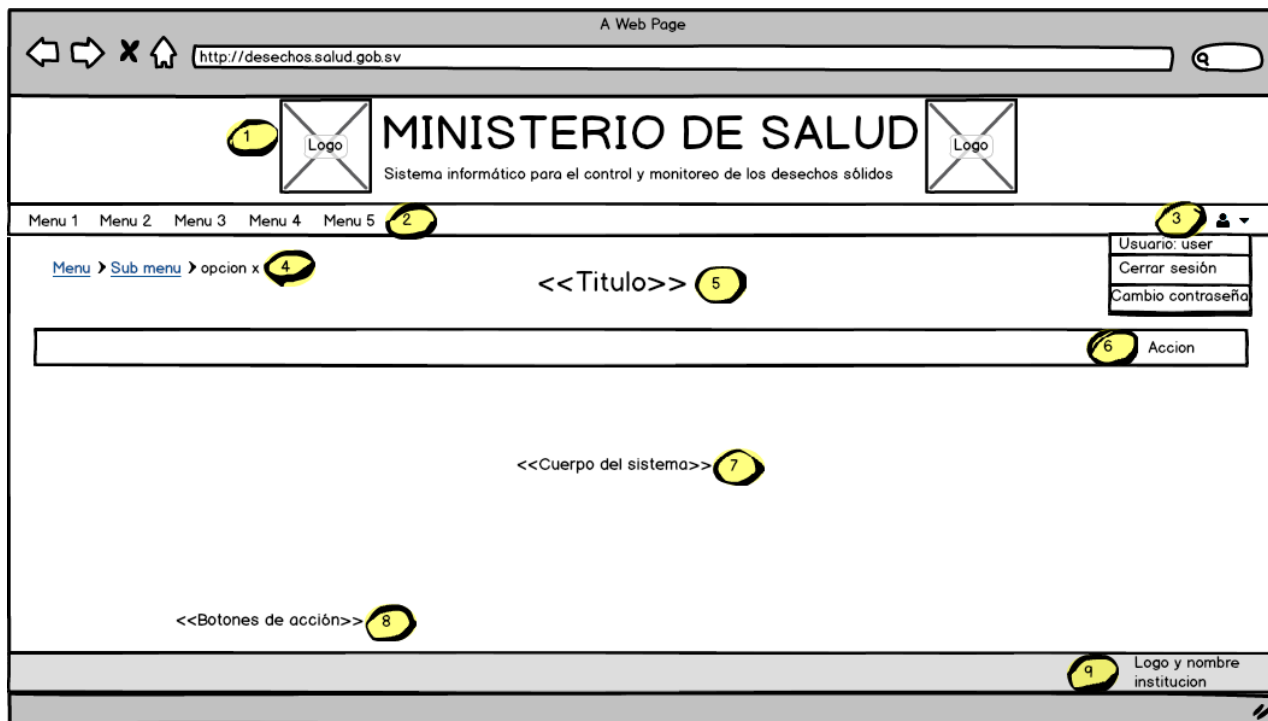 A Web Page
http://desechos.salud.gob.sv
1
Logo
MINISTERIO DE SALUD
Logo
Sistema informático para el control y monitoreo de los desechos sólidos
Menu 1 Menu 2 Menu 3 Menu 4 Menu 5 2 3
Usuario: user
Menu > Sub menu > opcion x 4
Cerrar sesión
<<Titulo>> 5
Cambio contraseña
6 Accion
<<Cuerpo del sistema>> 7
<<Botones de acción>> 8
9
Logo y nombre
institucion